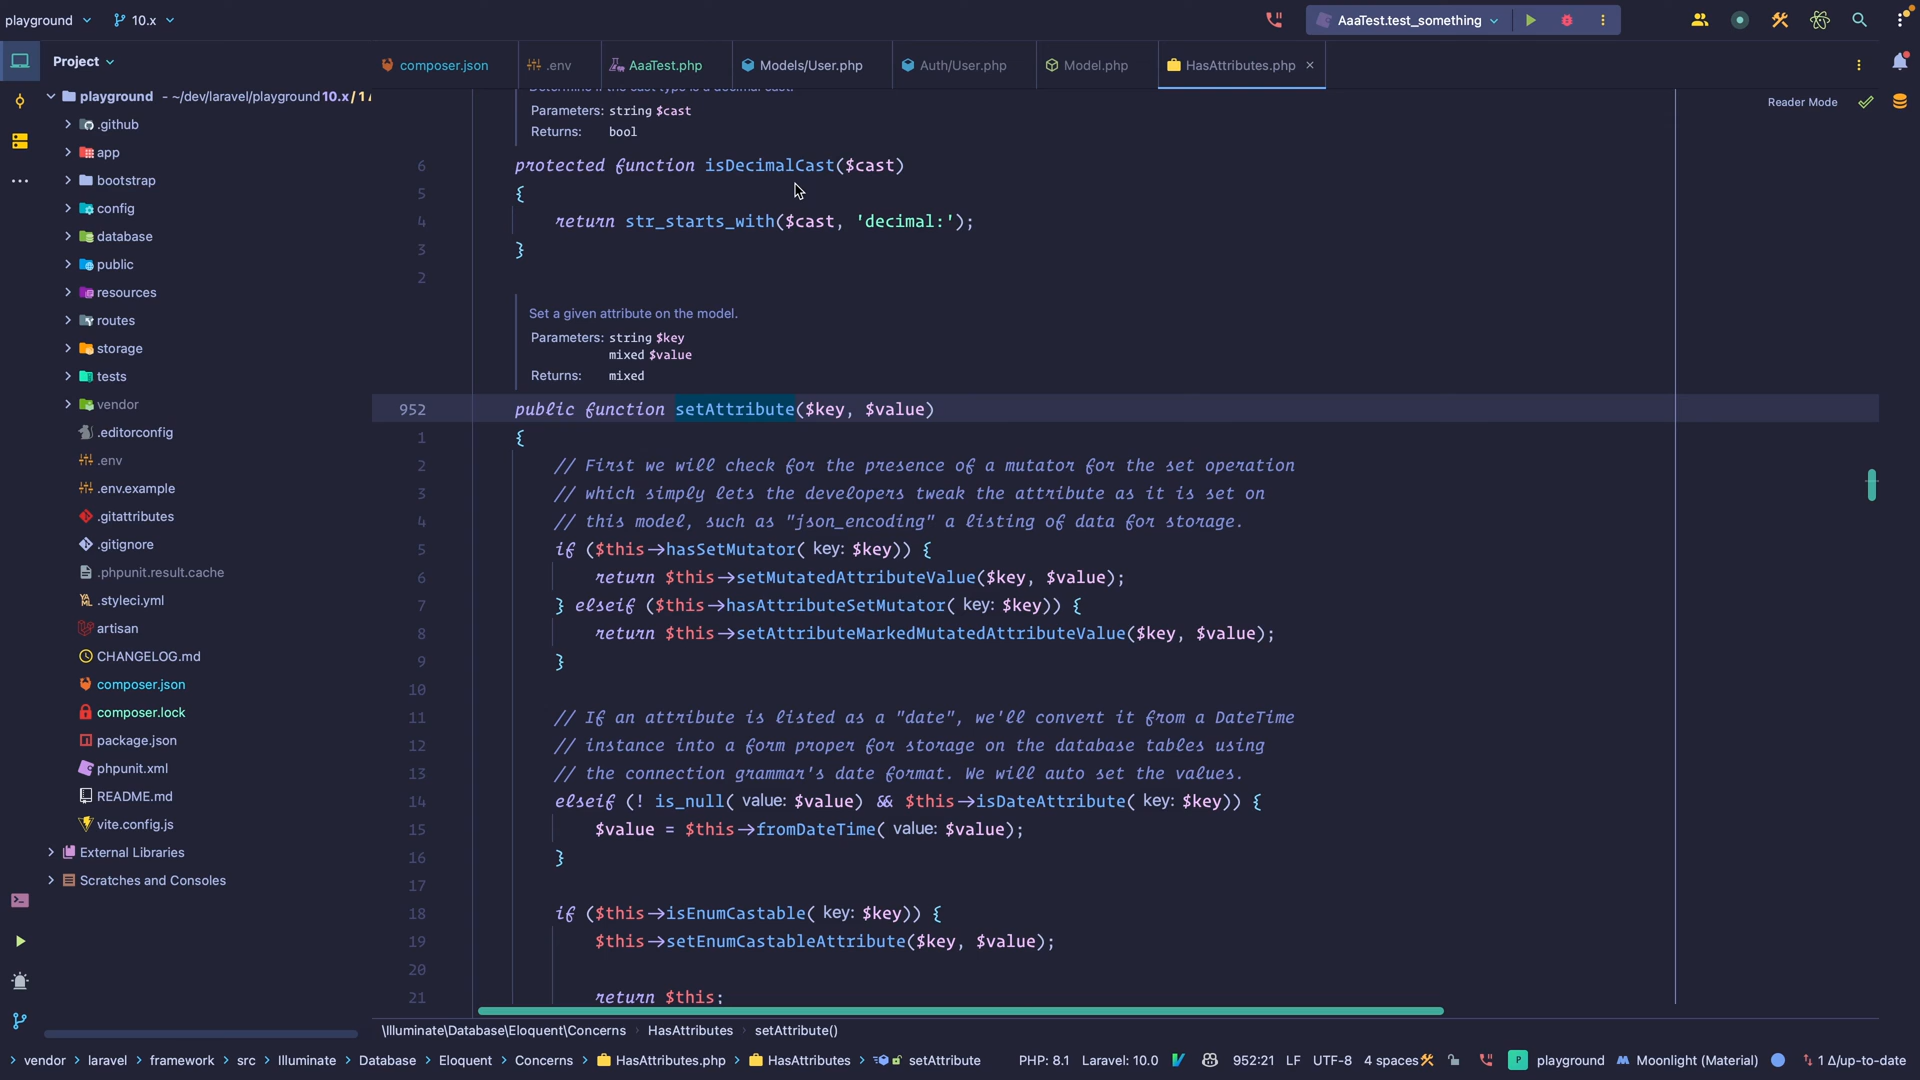 playground
10.x
AaaTest.test_something
Project
composer.json
.env
AaaTest.php
Models/User.php
Auth/User.php
Model.php
HasAttributes.php
Reader Mode
playground - ~/dev/laravel/playground 10.x / 1
.github
app
bootstrap
config
database
public
resources
routes
storage
tests
vendor
.editorconfig
.env
.env.example
.gitattributes
.gitignore
.phpunit.result.cache
.styleci.yml
artisan
CHANGELOG.md
composer.json
composer.lock
package.json
phpunit.xml
README.md
vite.config.js
External Libraries
Scratches and Consoles
Determine if the cast type is a decimal cast.
Parameters: string $cast
Returns: bool
6 protected function isDecimalCast($cast)
5 {
4 return str_starts_with($cast, 'decimal:');
3 }
2
Set a given attribute on the model.
Parameters: string $key
mixed $value
Returns: mixed
952 public function setAttribute($key, $value)
1 {
2 // First we will check for the presence of a mutator for the set operation
3 // which simply lets the developers tweak the attribute as it is set on
4 // this model, such as "json_encoding" a listing of data for storage.
5 if ($this->hasSetMutator( key: $key)) {
6 return $this->setMutatedAttributeValue($key, $value);
7 } elseif ($this->hasAttributeSetMutator( key: $key)) {
8 return $this->setAttributeMarkedMutatedAttributeValue($key, $value);
9 }
10
11 // If an attribute is listed as a "date", we'll convert it from a DateTime
12 // instance into a form proper for storage on the database tables using
13 // the connection grammar's date format. We will auto set the values.
14 elseif (! is_null( value: $value) && $this->isDateAttribute( key: $key)) {
15 $value = $this->fromDateTime( value: $value);
16 }
17
18 if ($this->isEnumCastable( key: $key)) {
19 $this->setEnumCastableAttribute($key, $value);
20
21 return $this;
\Illuminate\Database\Eloquent\Concerns › HasAttributes › setAttribute()
> vendor > laravel > framework > src > Illuminate > Database > Eloquent > Concerns > HasAttributes.php > HasAttributes > setAttribute
PHP: 8.1 Laravel: 10.0 952:21 LF UTF-8 4 spaces P playground Moonlight (Material) 1 Δ/up-to-date